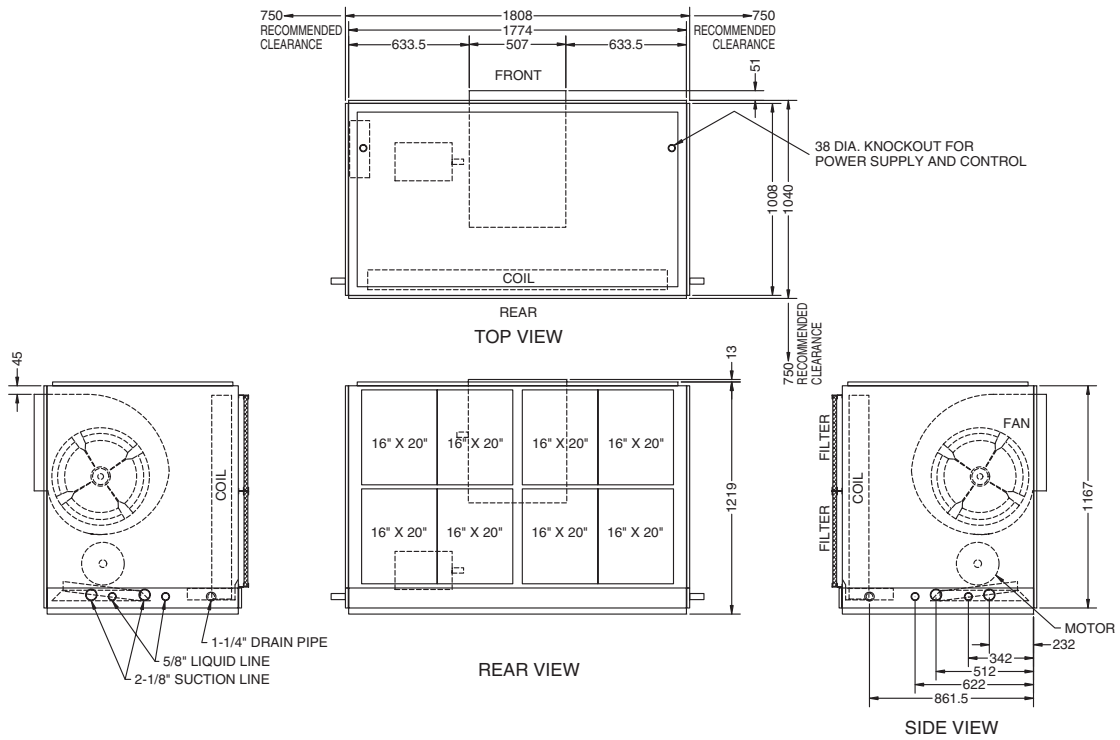 750
1808
750
RECOMMENDED
CLEARANCE
1774
RECOMMENDED
CLEARANCE
633.5
507
633.5
51
FRONT
38 DIA. KNOCKOUT FOR
POWER SUPPLY AND CONTROL
1008
1040
COIL
REAR
TOP VIEW
750
RECOMMENDED
CLEARANCE
45
COIL
1-1/4" DRAIN PIPE
5/8" LIQUID LINE
2-1/8" SUCTION LINE
13
16" X 20"
16" X 20"
16" X 20"
16" X 20"
16" X 20"
16" X 20"
16" X 20"
16" X 20"
1219
REAR VIEW
FILTER
FILTER
COIL
FAN
1167
MOTOR
232
342
512
622
861.5
SIDE VIEW